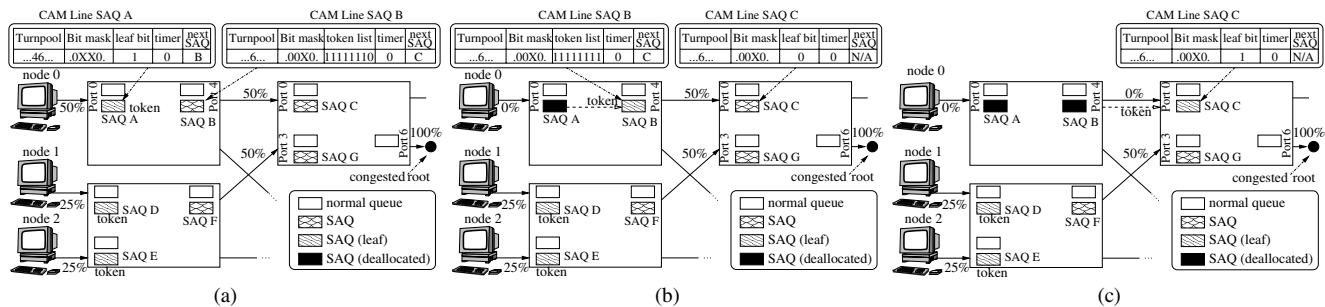 CAM Line SAQ A
Turnpool Bit mask leaf bit timer next SAQ
...46... .0XX0. 1 0 B
CAM Line SAQ B
Turnpool Bit mask token list timer next SAQ
...6... .00X0. 11111110 0 C
node 0
50%
Port 0
token
SAQ A
Port 4
SAQ B
50%
SAQ C
Port 3
SAQ G
Port 6
100%
congested root
node 1
50%
25%
SAQ D
token
SAQ F
node 2
25%
SAQ E
token
...
...
normal queue
SAQ
SAQ (leaf)
SAQ (deallocated)
(a)
CAM Line SAQ B
Turnpool Bit mask token list timer next SAQ
...6... .00X0. 11111111 0 C
CAM Line SAQ C
Turnpool Bit mask leaf bit timer next SAQ
...6... .00X0. 0 0 N/A
node 0
0%
Port 0
SAQ A
token
Port 4
SAQ B
50%
SAQ C
Port 3
SAQ G
Port 6
100%
congested root
node 1
50%
25%
SAQ D
token
SAQ F
node 2
25%
SAQ E
token
...
...
normal queue
SAQ
SAQ (leaf)
SAQ (deallocated)
(b)
CAM Line SAQ C
Turnpool Bit mask leaf bit timer next SAQ
...6... .00X0. 1 0 N/A
node 0
0%
Port 0
SAQ A
Port 4
SAQ B
0%
token
SAQ C
Port 3
SAQ G
Port 6
100%
congested root
node 1
50%
25%
SAQ D
token
SAQ F
node 2
25%
SAQ E
token
...
...
normal queue
SAQ
SAQ (leaf)
SAQ (deallocated)
(c)